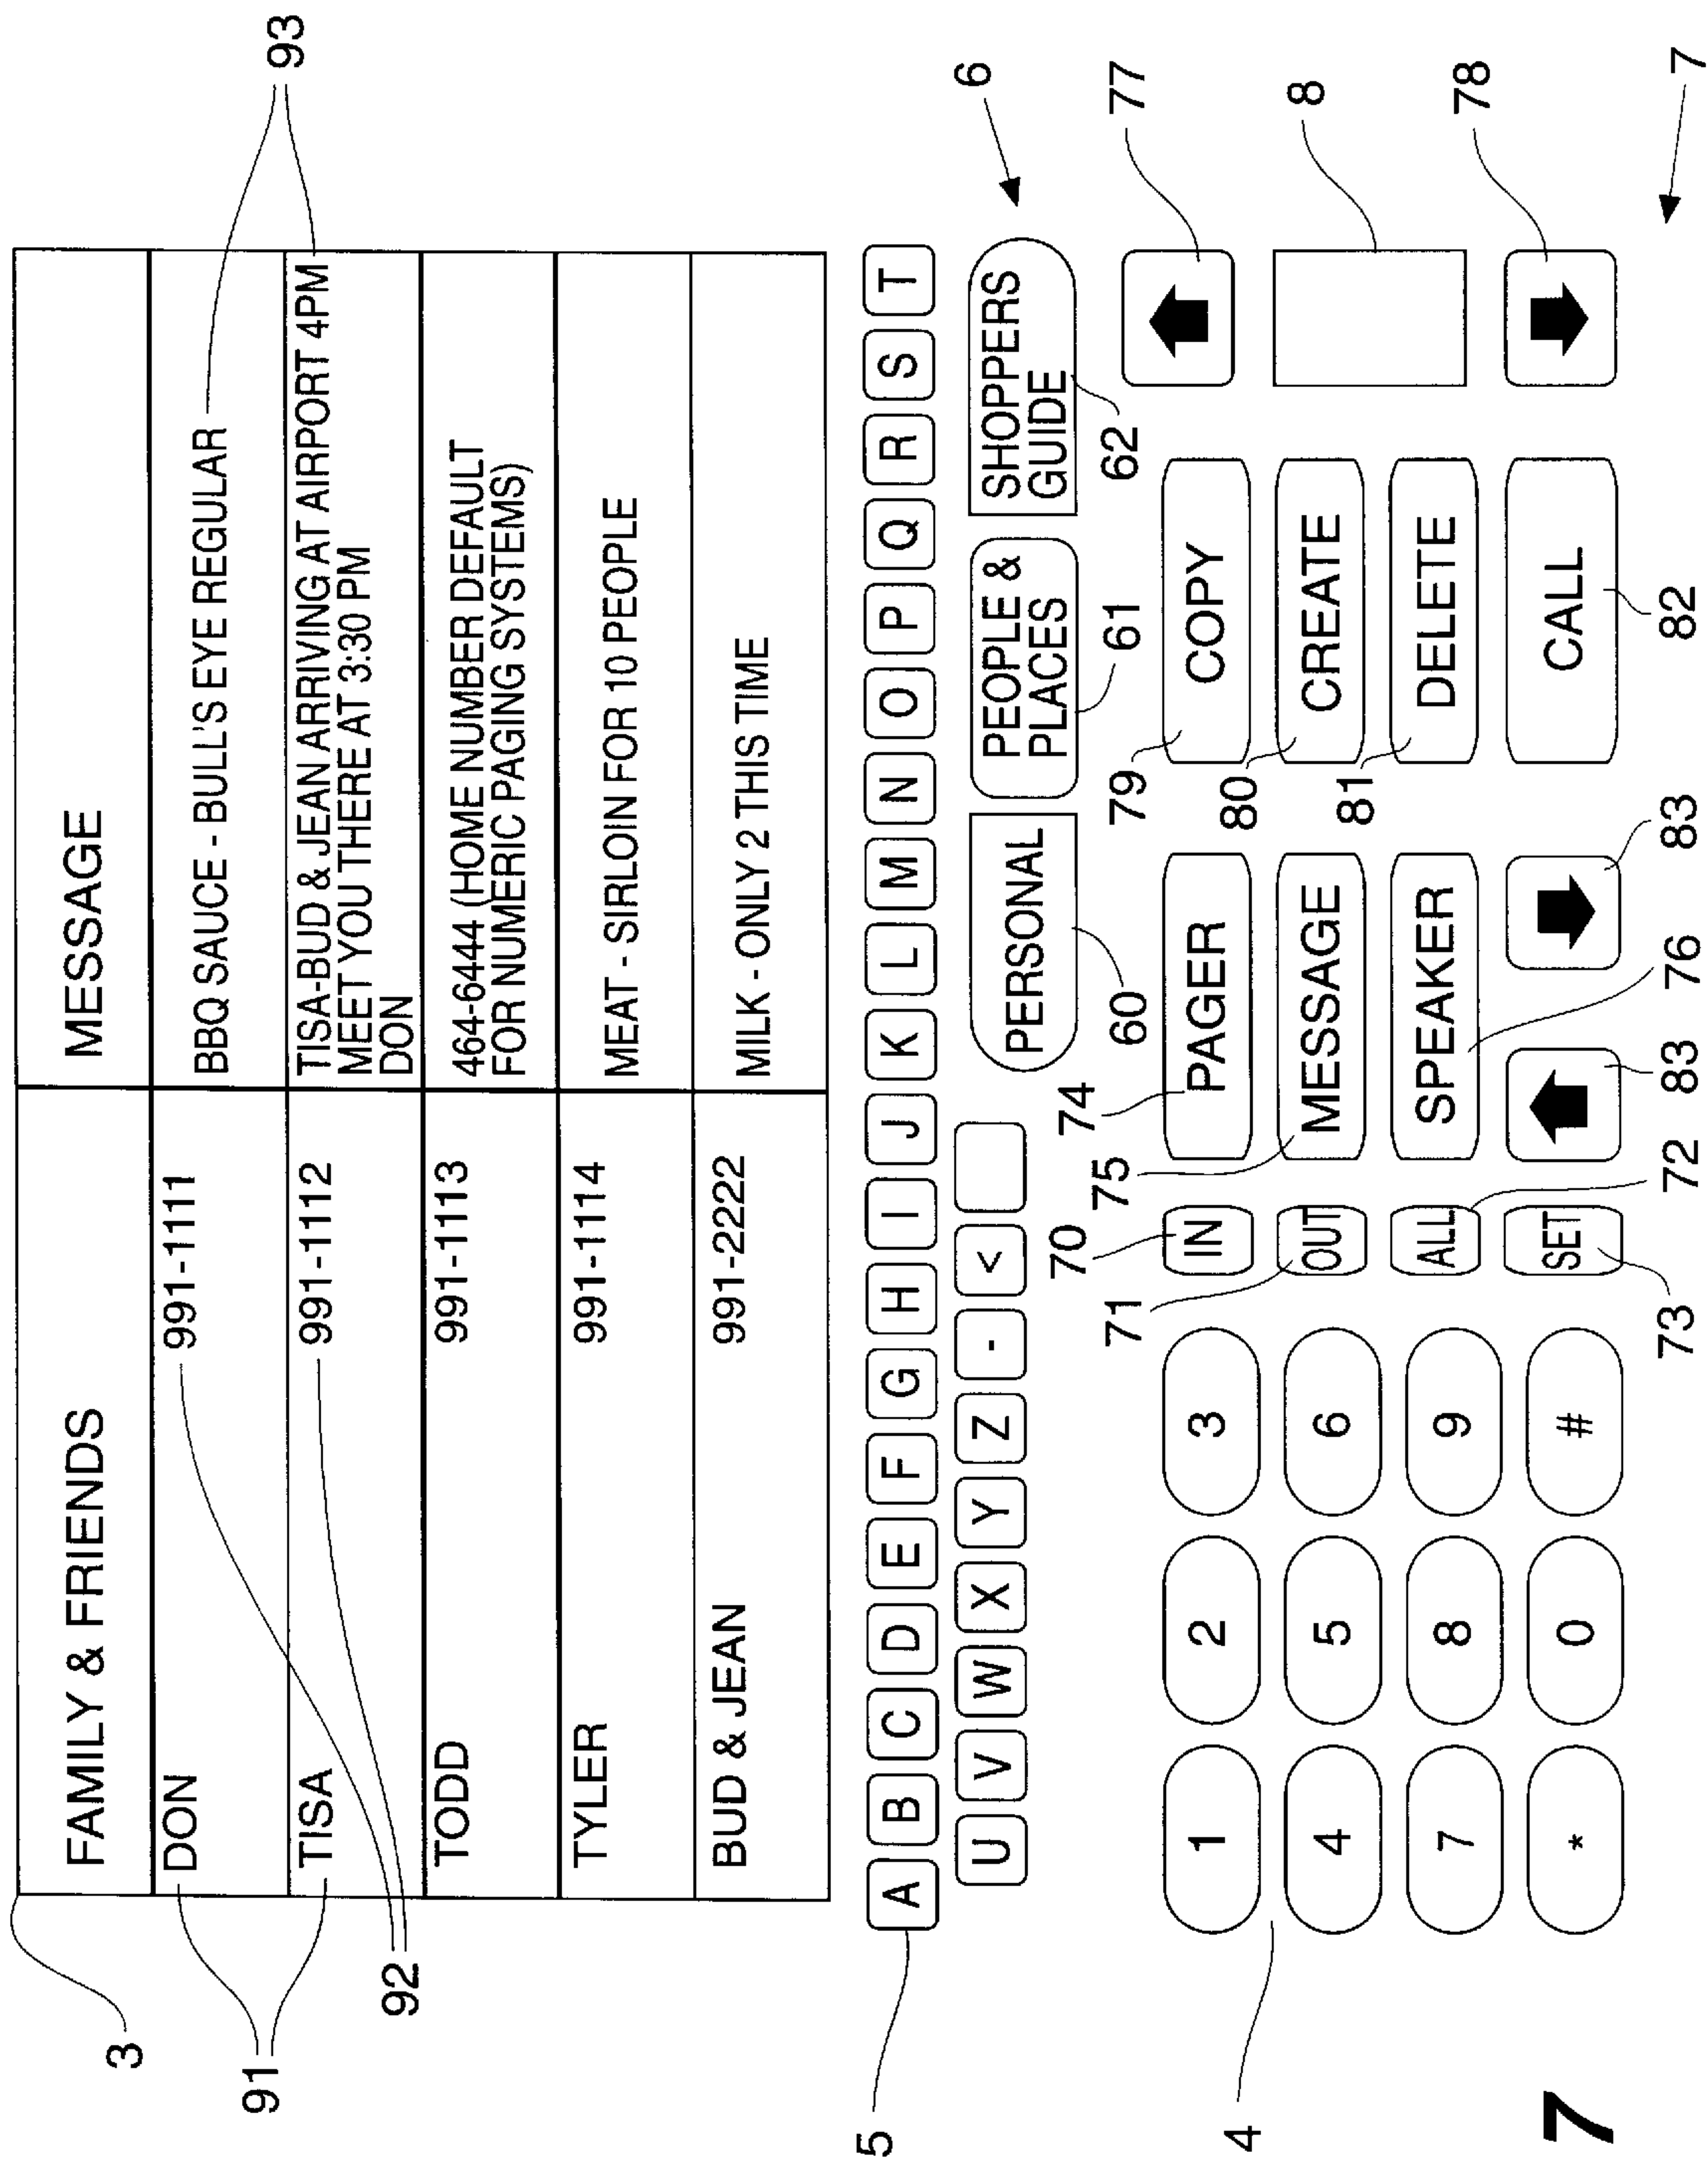 3
FAMILY & FRIENDS MESSAGE
DON 991-1111 BBQ SAUCE - BULL'S EYE REGULAR
TISA 991-1112 TISA-BUD & JEAN ARRIVING AT AIRPORT 4PM
MEET YOU THERE AT 3:30 PM
DON
TODD 991-1113 464-6444 (HOME NUMBER DEFAULT
FOR NUMERIC PAGING SYSTEMS)
TYLER 991-1114 MEAT - SIRLOIN FOR 10 PEOPLE
BUD & JEAN 991-2222 MILK - ONLY 2 THIS TIME
91
92
93
5
A B C D E F G H I J K L M N O P Q R S T
U V W X Y Z - <
6
PERSONAL
PEOPLE &
PLACES
SHOPPERS
GUIDE
60
61
62
4
1 2 3
4 5 6
7 8 9
* 0 #
70
71
72
73
IN
OUT
ALL
SET
74
75
76
PAGER
MESSAGE
SPEAKER
83
83
79
80
81
82
COPY
CREATE
DELETE
CALL
77
8
78
7
7